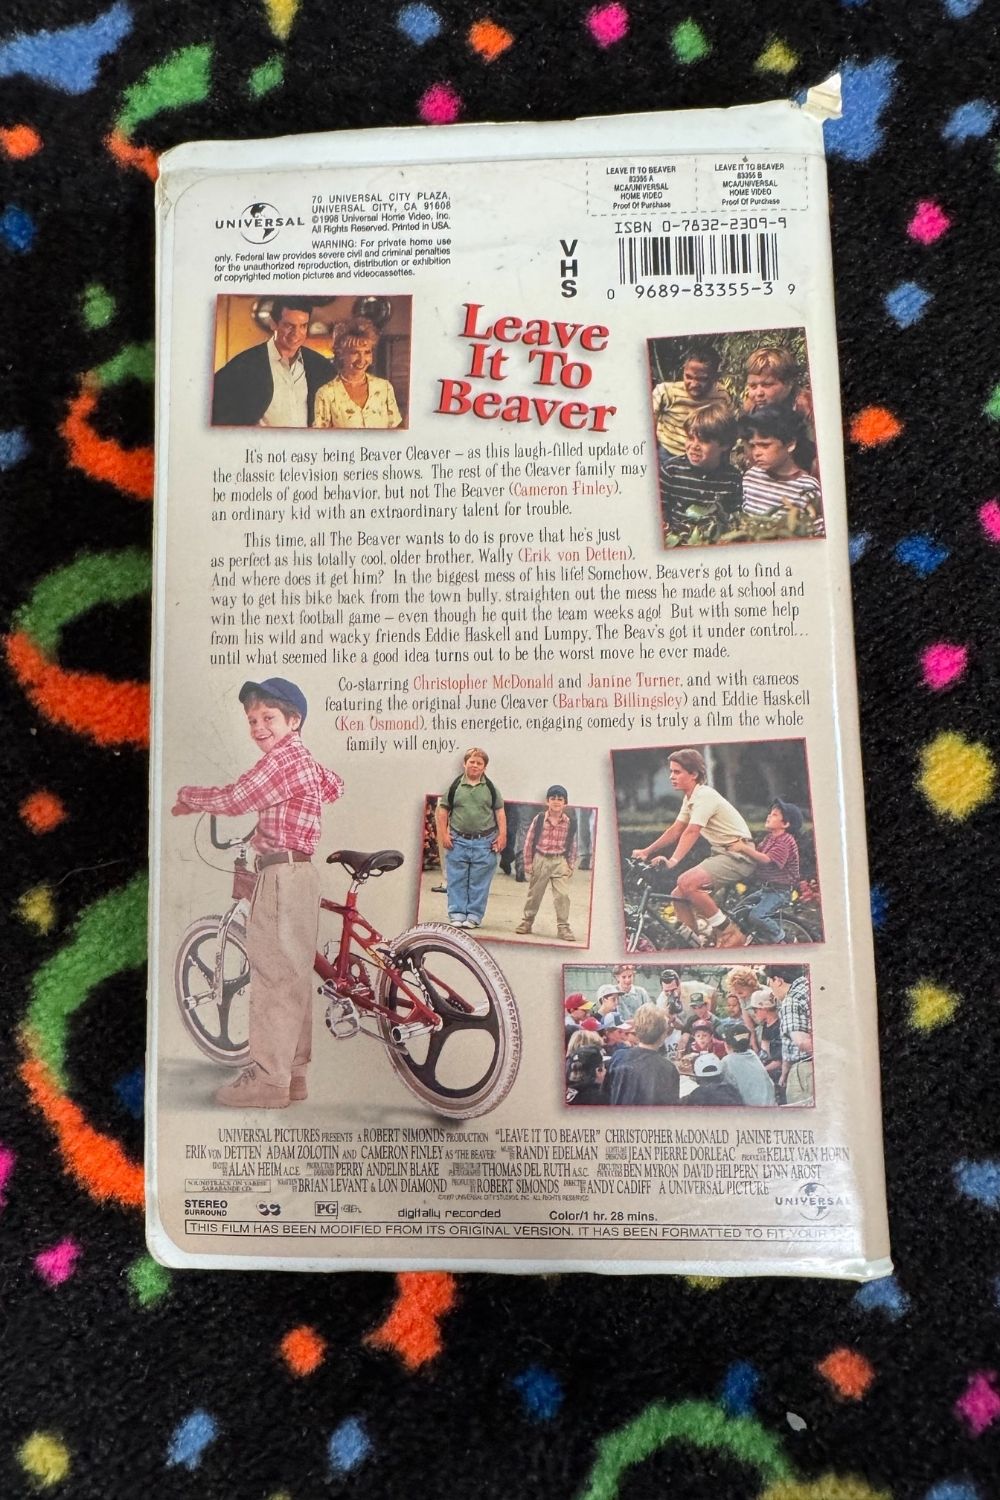 UNIVERSAL
70 UNIVERSAL CITY PLAZA,
UNIVERSAL CITY, CA 91608
©1998 Universal Home Video, Inc.
All Rights Reserved. Printed in USA.
WARNING: For private home use
only. Federal law provides severe civil and criminal penalties
for the unauthorized reproduction, distribution or exhibition
of copyrighted motion pictures and videocassettes.
LEAVE IT TO BEAVER
83355 A
MCA/UNIVERSAL
HOME VIDEO
Proof Of Purchase
LEAVE IT TO BEAVER
83355 B
MCA/UNIVERSAL
HOME VIDEO
Proof Of Purchase
VHS
ISBN 0-7832-2309-9
0 9689-83355-3 9
Leave
It To
Beaver
It's not easy being Beaver Cleaver – as this laugh-filled update of
the classic television series shows. The rest of the Cleaver family may
be models of good behavior, but not The Beaver (Cameron Finley),
an ordinary kid with an extraordinary talent for trouble.
This time, all The Beaver wants to do is prove that he's just
as perfect as his totally cool, older brother, Wally (Erik von Detten).
And where does it get him? In the biggest mess of his life! Somehow, Beaver's got to find a
way to get his bike back from the town bully, straighten out the mess he made at school and
win the next football game – even though he quit the team weeks ago! But with some help
from his wild and wacky friends Eddie Haskell and Lumpy, The Beav's got it under control...
until what seemed like a good idea turns out to be the worst move he ever made.
Co-starring Christopher McDonald and Janine Turner, and with cameos
featuring the original June Cleaver (Barbara Billingsley) and Eddie Haskell
(Ken Osmond), this energetic, engaging comedy is truly a film the whole
family will enjoy.
UNIVERSAL PICTURES PRESENTS A ROBERT SIMONDS PRODUCTION "LEAVE IT TO BEAVER" CHRISTOPHER McDONALD JANINE TURNER
ERIK VON DETTEN ADAM ZOLOTIN AND CAMERON FINLEY AS 'THE BEAVER' RANDY EDELMAN JEAN PIERRE DORLEAC KELLY VAN HORN
ALAN HEIM A.C.E. PERRY ANDELIN BLAKE THOMAS DEL RUTH A.S.C. BEN MYRON DAVID HELPERN LYNN AROST
SOUNDTRACK ON VARESE SARABANDE CD BRIAN LEVANT & LON DIAMOND ROBERT SIMONDS ANDY CADIFF A UNIVERSAL PICTURE
STEREO
SURROUND
PG
digitally recorded
Color/1 hr. 28 mins.
UNIVERSAL
THIS FILM HAS BEEN MODIFIED FROM ITS ORIGINAL VERSION. IT HAS BEEN FORMATTED TO FIT YOUR